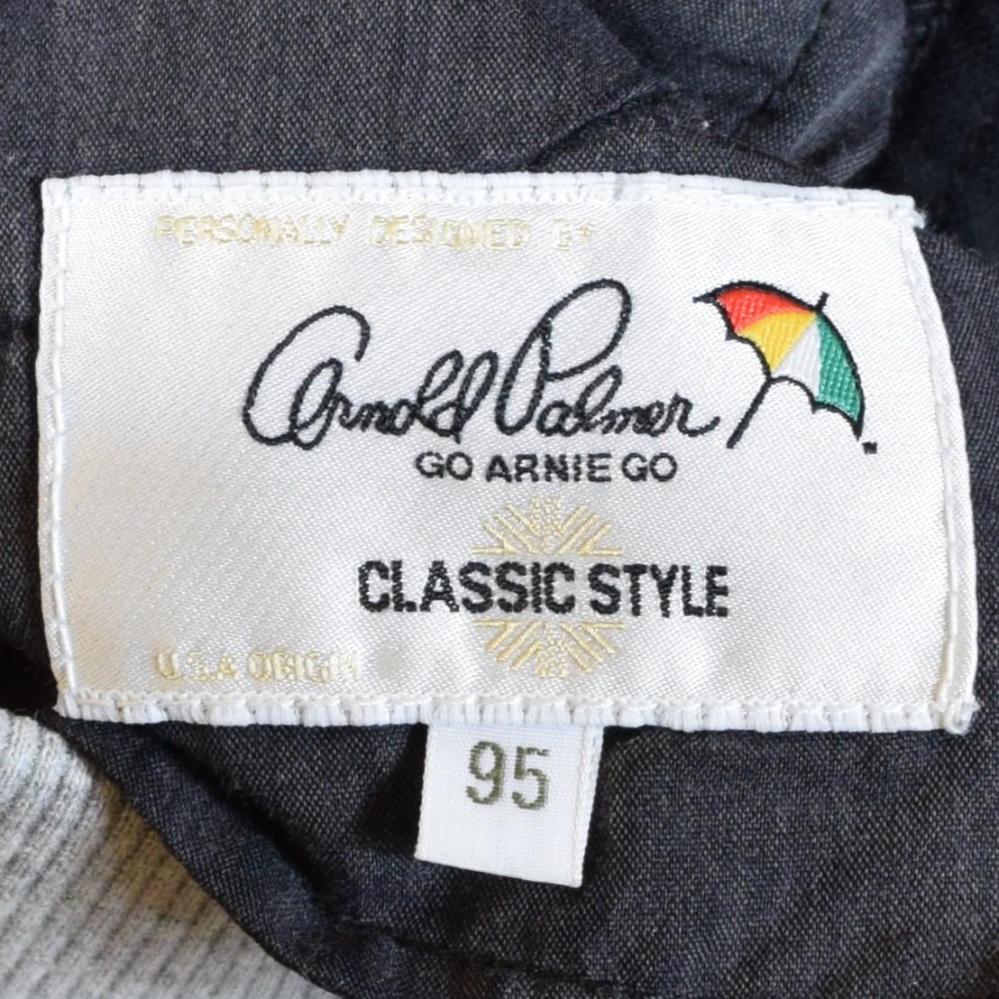 PERSONALLY DESIGNED BY
Arnold Palmer
GO ARNIE GO
CLASSIC STYLE
U.S.A ORIGIN
95